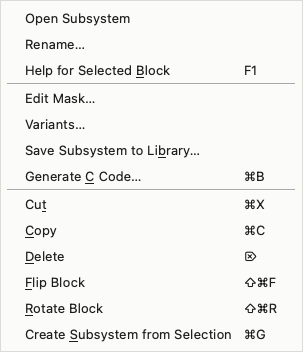 Open Subsystem
Rename...
Help for Selected Block F1
Edit Mask...
Variants...
Save Subsystem to Library...
Generate C Code... ⌘B
Cut ⌘X
Copy ⌘C
Delete ⌦
Flip Block ⇧⌘F
Rotate Block ⇧⌘R
Create Subsystem from Selection ⌘G